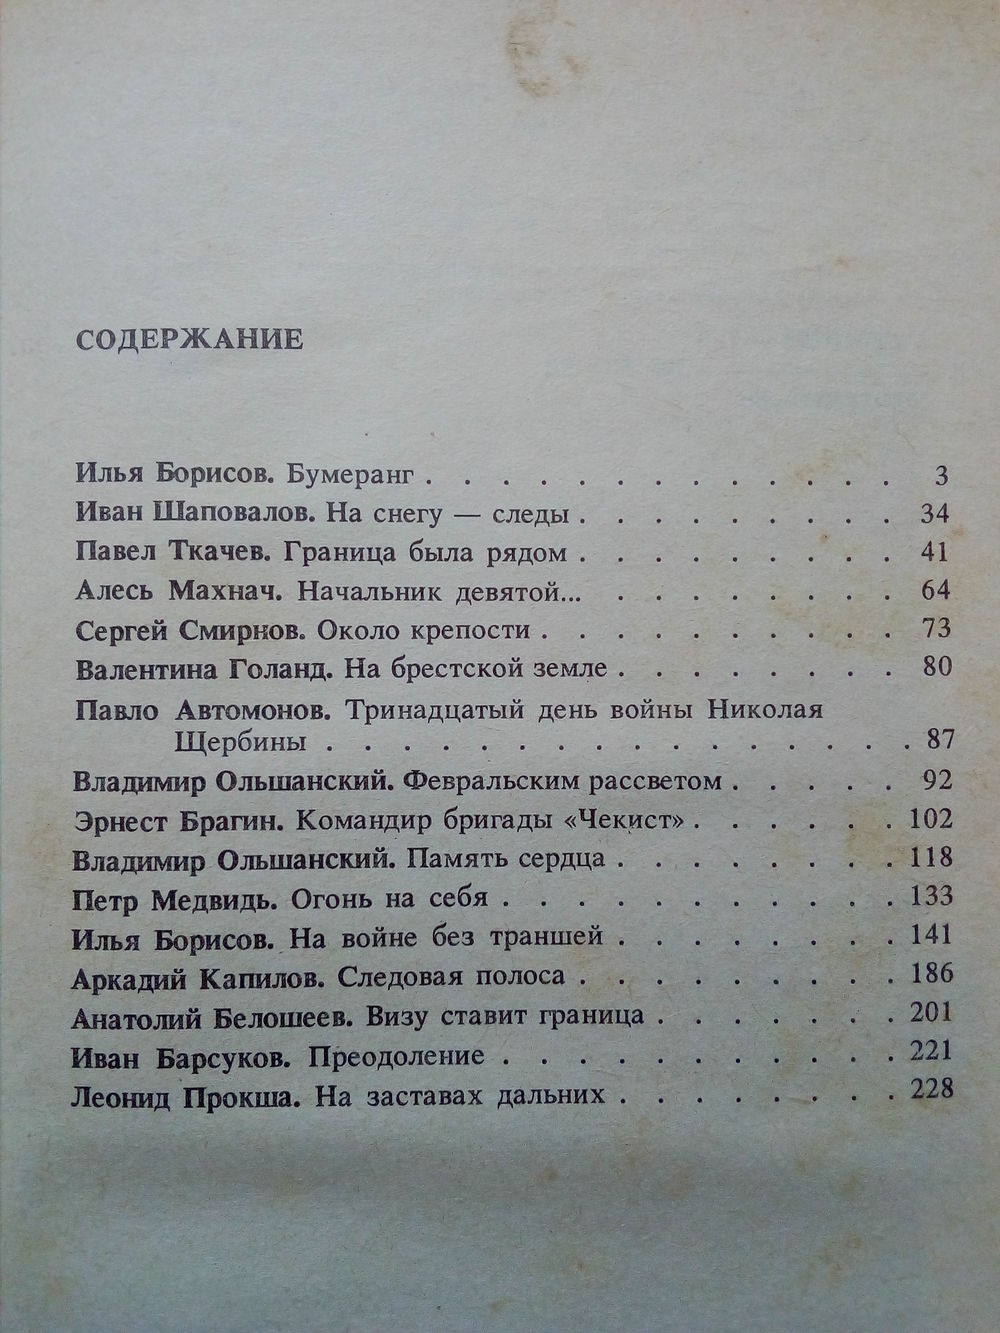 СОДЕРЖАНИЕ
Илья Борисов. Бумеранг . . . . . . . . . . . . . 3
Иван Шаповалов. На снегу — следы . . . . . . . . . 34
Павел Ткачев. Граница была рядом . . . . . . . . . 41
Алесь Махнач. Начальник девятой... . . . . . . . . 64
Сергей Смирнов. Около крепости . . . . . . . . . . 73
Валентина Голанд. На брестской земле . . . . . . . . 80
Павло Автомонов. Тринадцатый день войны Николая
Щербины . . . . . . . . . . . . . . . . 87
Владимир Ольшанский. Февральским рассветом . . . . . 92
Эрнест Брагин. Командир бригады «Чекист» . . . . . . 102
Владимир Ольшанский. Память сердца . . . . . . . . 118
Петр Медвидь. Огонь на себя . . . . . . . . . . . 133
Илья Борисов. На войне без траншей . . . . . . . . 141
Аркадий Капилов. Следовая полоса . . . . . . . . . 186
Анатолий Белошеев. Визу ставит граница . . . . . . . 201
Иван Барсуков. Преодоление . . . . . . . . . . . 221
Леонид Прокша. На заставах дальних . . . . . . . . 228